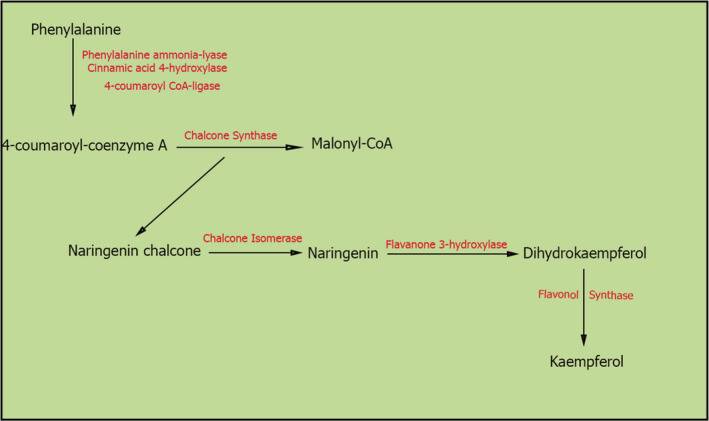 Phenylalanine
Phenylalanine ammonia-lyase
Cinnamic acid 4-hydroxylase
4-coumaroyl CoA-ligase
4-coumaroyl-coenzyme A
Chalcone Synthase
Malonyl-CoA
Naringenin chalcone
Chalcone Isomerase
Naringenin
Flavanone 3-hydroxylase
Dihydrokaempferol
Flavonol Synthase
Kaempferol